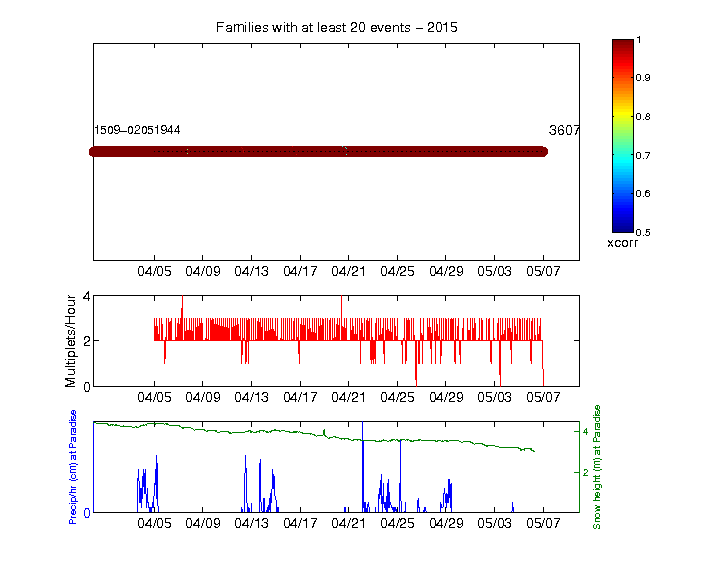 Families with at least 20 events – 2015
1509–02051944
3607
1
0.9
0.8
0.7
0.6
0.5
xcorr
04/05 04/09 04/13 04/17 04/21 04/25 04/29 05/03 05/07
Multiplets/Hour
4
2
0
04/05 04/09 04/13 04/17 04/21 04/25 04/29 05/03 05/07
Precip/hr (cm) at Paradise
0
4
2
Snow height (m) at Paradise
04/05 04/09 04/13 04/17 04/21 04/25 04/29 05/03 05/07